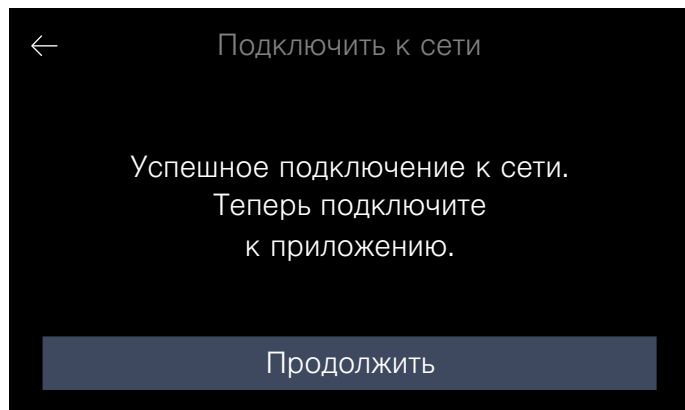 Подключить к сети
Успешное подключение к сети.
Теперь подключите
к приложению.
Продолжить